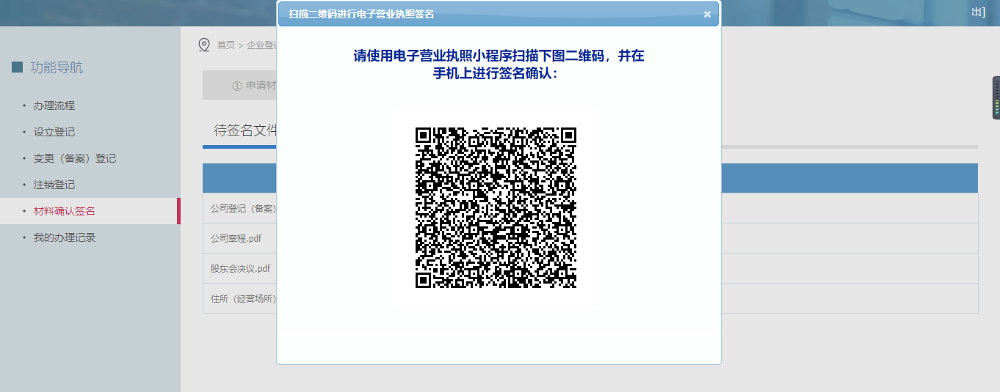 扫描二维码进行电子营业执照签名
出]
请使用电子营业执照小程序扫描下图二维码，并在
手机上进行签名确认：
功能导航
• 办理流程
• 设立登记
• 变更（备案）登记
• 注销登记
• 材料确认签名
• 我的办理记录
首页 > 企业登
① 申请材
待签名文件
公司登记（备案）
公司章程.pdf
股东会决议.pdf
住所（经营场所）